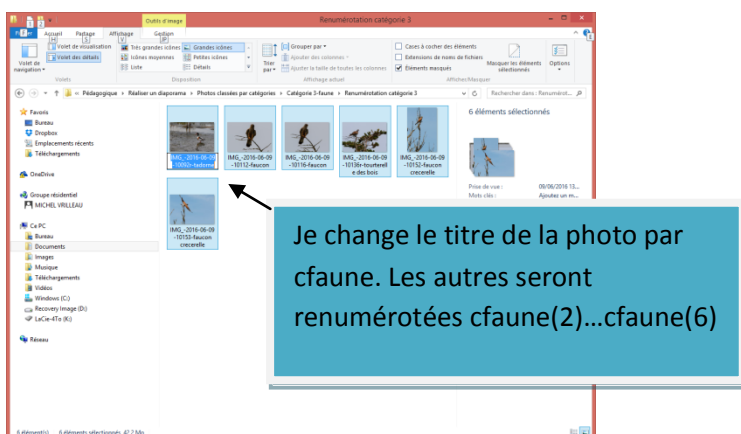 Outils d'image
Renumérotation catégorie 3
Fichier Accueil Partage Affichage Gestion
Volet de navigation
Volet de visualisation
Volet des détails
Très grandes icônes
Grandes icônes
Icônes moyennes
Petites icônes
Liste
Détails
Trier par
Grouper par
Ajouter des colonnes
Ajuster la taille de toutes les colonnes
Cases à cocher des éléments
Extensions de noms de fichiers
Éléments masqués
Masquer les éléments sélectionnés
Options
Volets
Disposition
Affichage actuel
Afficher/Masquer
« Pédagogique › Réaliser un diaporama › Photos classées par catégories › Catégorie 3-faune › Renumérotation catégorie 3
Rechercher dans : Renumérot...
Favoris
Bureau
Dropbox
Emplacements récents
Téléchargements
OneDrive
Groupe résidentiel
MICHEL VRILLEAU
Ce PC
Bureau
Documents
Images
Musique
Téléchargements
Vidéos
Windows (C:)
Recovery Image (D:)
LaCie-4To (K:)
Réseau
IMG_-2016-06-09
-10092r-tadorne
IMG_-2016-06-09
-10112-faucon
IMG_-2016-06-09
-10116-faucon
IMG_-2016-06-09
-10136r-tourterell
e des bois
IMG_-2016-06-09
-10152-faucon
crecerelle
IMG_-2016-06-09
-10153-faucon
crecerelle
6 éléments sélectionnés
Prise de vue : 09/06/2016 13...
Mots clés : Ajoutez un m...
Je change le titre de la photo par
cfaune. Les autres seront
renumérotées cfaune(2)…cfaune(6)
6 élément(s) 6 éléments sélectionnés 42,7 Mo